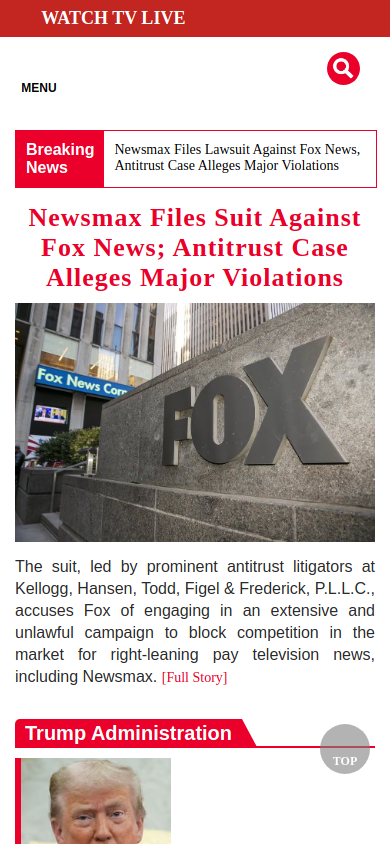 WATCH TV LIVE
MENU
Breaking
News
Newsmax Files Lawsuit Against Fox News,
Antitrust Case Alleges Major Violations
Newsmax Files Suit Against
Fox News; Antitrust Case
Alleges Major Violations
Fox News Corp
FOX
The suit, led by prominent antitrust litigators at
Kellogg, Hansen, Todd, Figel & Frederick, P.L.L.C.,
accuses Fox of engaging in an extensive and
unlawful campaign to block competition in the
market for right-leaning pay television news,
including Newsmax. [Full Story]
Trump Administration
TOP